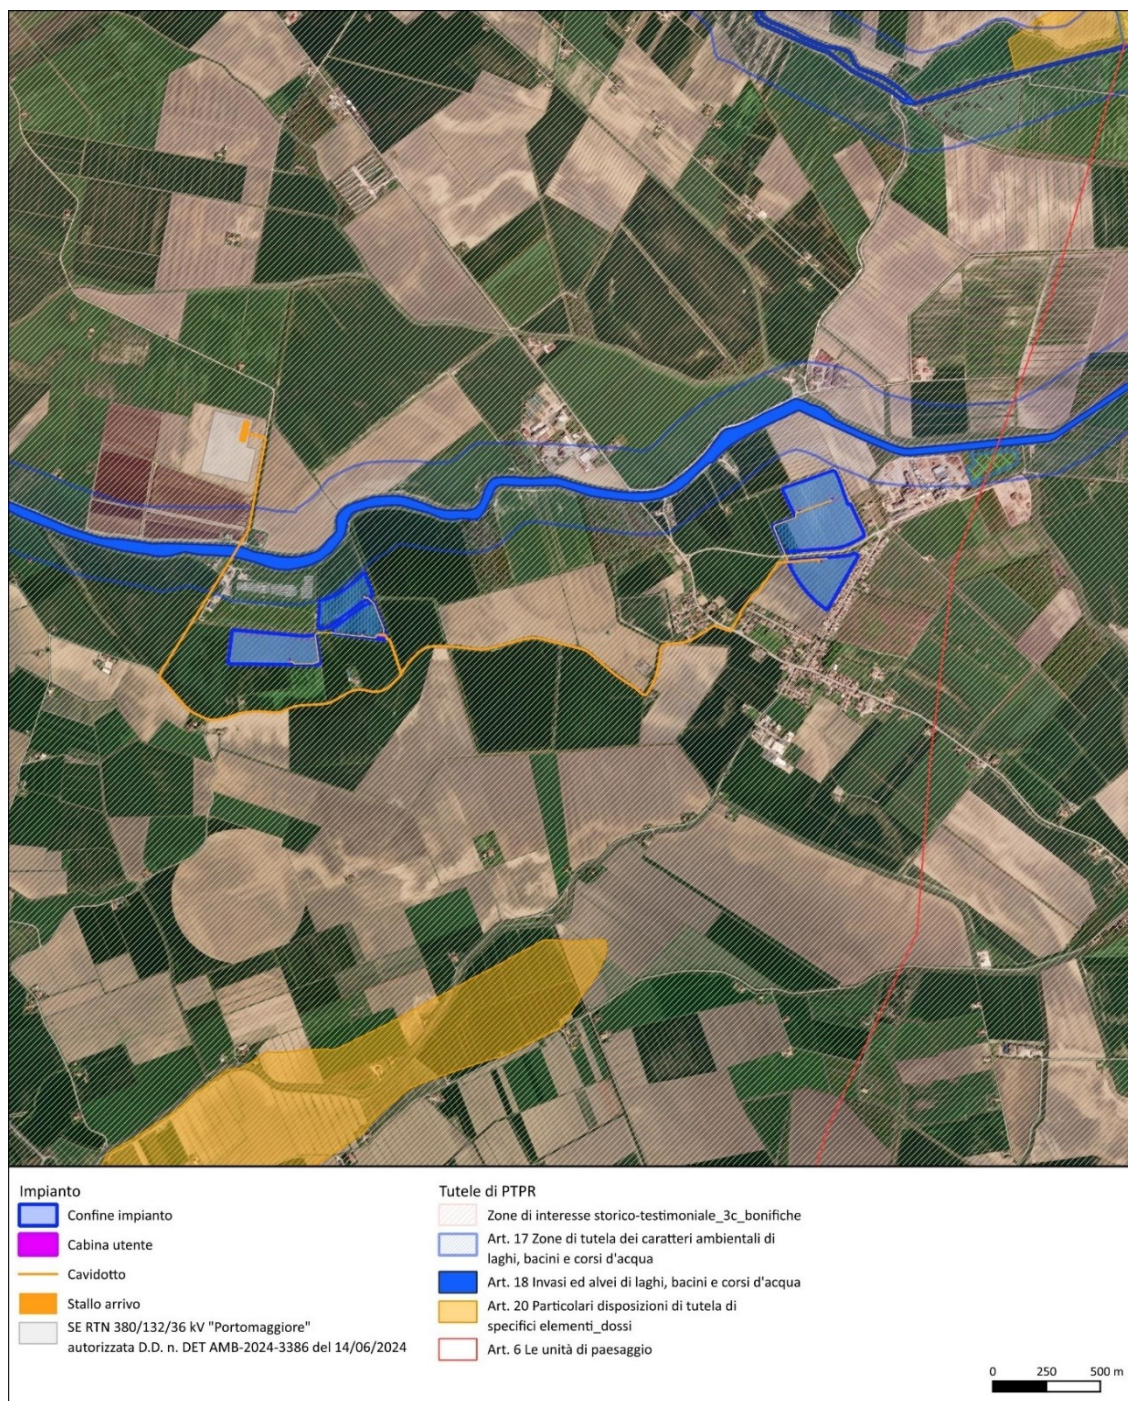 Impianto
Confine impianto
Cabina utente
Cavidotto
Stallo arrivo
SE RTN 380/132/36 kV "Portomaggiore"
autorizzata D.D. n. DET AMB-2024-3386 del 14/06/2024
Tutele di PTPR
Zone di interesse storico-testimoniale_3c_bonifiche
Art. 17 Zone di tutela dei caratteri ambientali di
laghi, bacini e corsi d'acqua
Art. 18 Invasi ed alvei di laghi, bacini e corsi d'acqua
Art. 20 Particolari disposizioni di tutela di
specifici elementi_dossi
Art. 6 Le unità di paesaggio
0 250 500 m